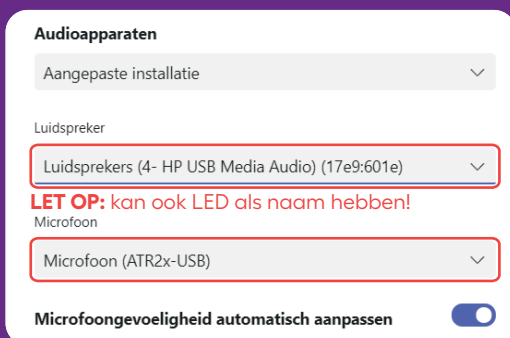 Audioapparaten
Aangepaste installatie
Luidspreker
Luidsprekers (4- HP USB Media Audio) (17e9:601e)
LET OP: kan ook LED als naam hebben!
Microfoon
Microfoon (ATR2x-USB)
Microfoongevoeligheid automatisch aanpassen